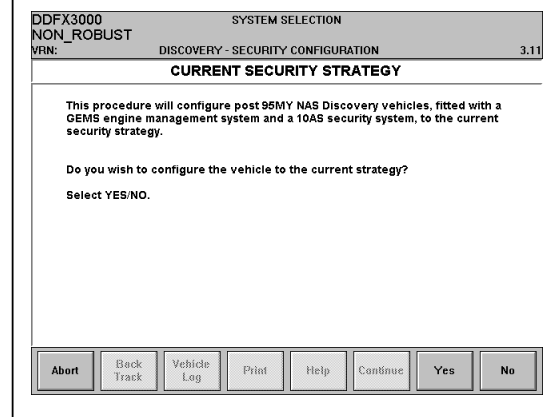 DDFX3000 SYSTEM SELECTION
NON_ROBUST
VRN: DISCOVERY - SECURITY CONFIGURATION 3.11
CURRENT SECURITY STRATEGY
This procedure will configure post 95MY NAS Discovery vehicles, fitted with a
GEMS engine management system and a 10AS security system, to the current
security strategy.
Do you wish to configure the vehicle to the current strategy?
Select YES/NO.
Abort
Back
Track
Vehicle
Log
Print
Help
Continue
Yes
No